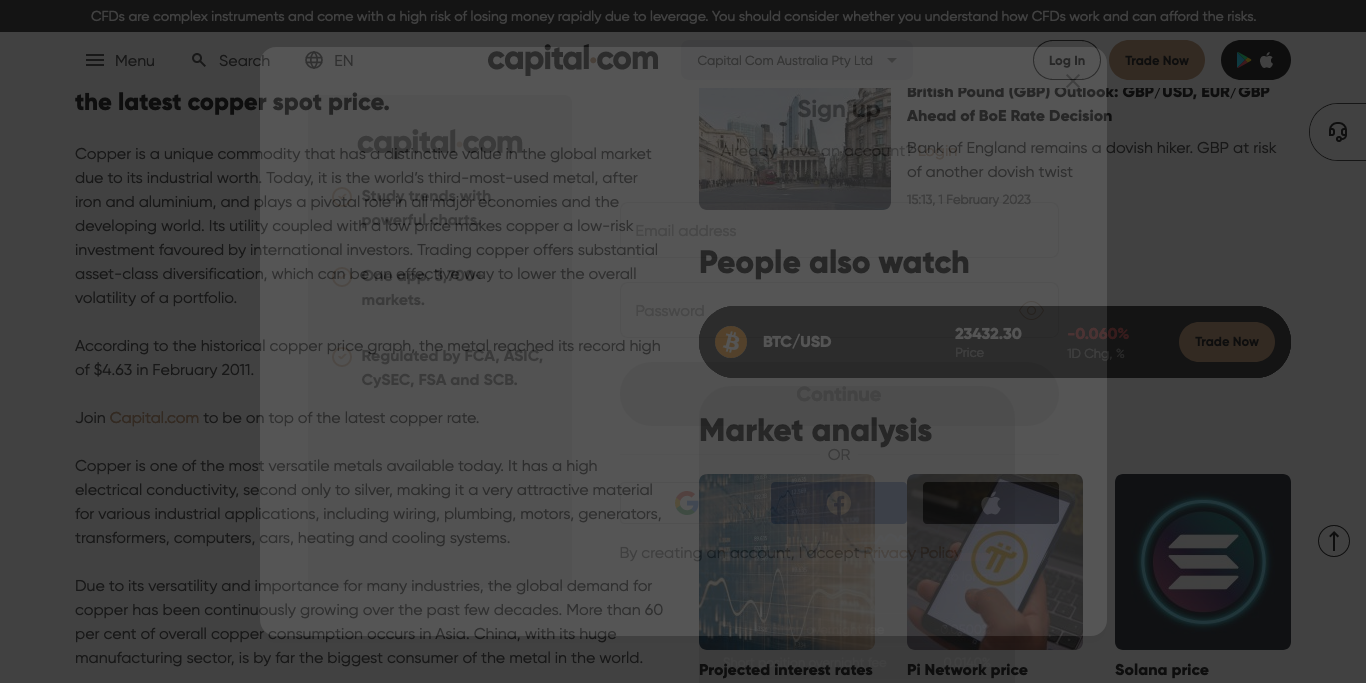 CFDs are complex instruments and come with a high risk of losing money rapidly due to leverage. You should consider whether you understand how CFDs work and can afford the risks.
Menu
Search
EN
capital.com
Capital Com Australia Pty Ltd
Log In
Trade Now
the latest copper spot price.
Copper is a unique commodity that has a distinctive value in the global market
due to its industrial worth. Today, it is the world's third-most-used metal, after
iron and aluminium, and plays a pivotal role in all major economies and the
developing world. Its utility coupled with a low price makes copper a low-risk
investment favoured by international investors. Trading copper offers substantial
asset-class diversification, which can be an effective way to lower the overall
volatility of a portfolio.
According to the historical copper price graph, the metal reached its record high
of $4.63 in February 2011.
Join Capital.com to be on top of the latest copper rate.
Copper is one of the most versatile metals available today. It has a high
electrical conductivity, second only to silver, making it a very attractive material
for various industrial applications, including wiring, plumbing, motors, generators,
transformers, computers, cars, heating and cooling systems.
Due to its versatility and importance for many industries, the global demand for
copper has been continuously growing over the past few decades. More than 60
per cent of overall copper consumption occurs in Asia. China, with its huge
manufacturing sector, is by far the biggest consumer of the metal in the world.
British Pound (GBP) Outlook: GBP/USD, EUR/GBP
Ahead of BoE Rate Decision
Bank of England remains a dovish hiker. GBP at risk
of another dovish twist
15:13, 1 February 2023
People also watch
BTC/USD
23432.30
Price
-0.060%
1D Chg, %
Trade Now
Market analysis
Projected interest rates
Pi Network price
Solana price
capital.com
Study trends with
powerful charts.
One app. 3,700+
markets.
Regulated by FCA, ASIC,
CySEC, FSA and SCB.
Sign up
Already have an account? Login
Email address
Password
Continue
OR
By creating an account, I accept Privacy Policy